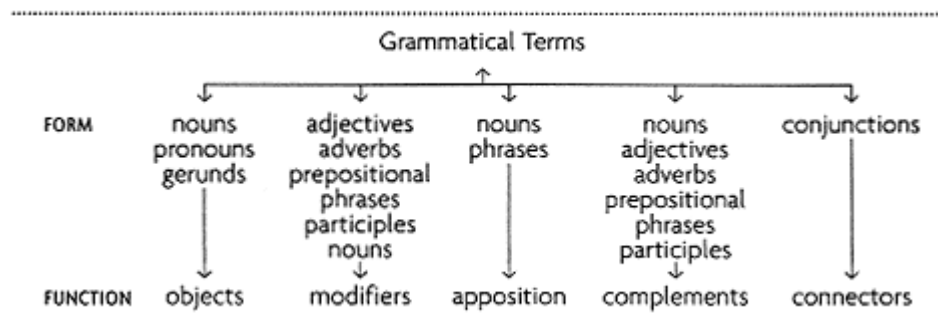 Grammatical Terms
FORM nouns adjectives nouns nouns conjunctions
pronouns adverbs phrases adjectives
gerunds prepositional adverbs
phrases prepositional
participles phrases
nouns participles
FUNCTION objects modifiers apposition complements connectors